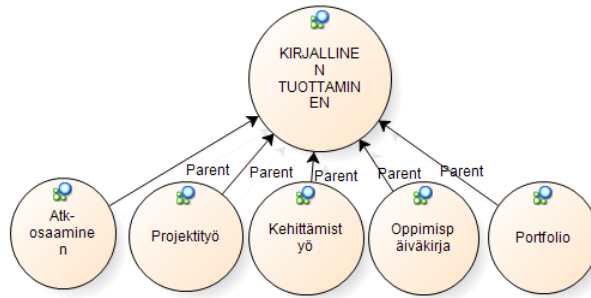 KIRJALLINE
N
TUOTTAMIN
EN
Parent
Parent
Parent
Parent
Parent
Atk-
osaamine
n
Projektityö
Kehittämist
yö
Oppimisp
äiväkirja
Portfolio